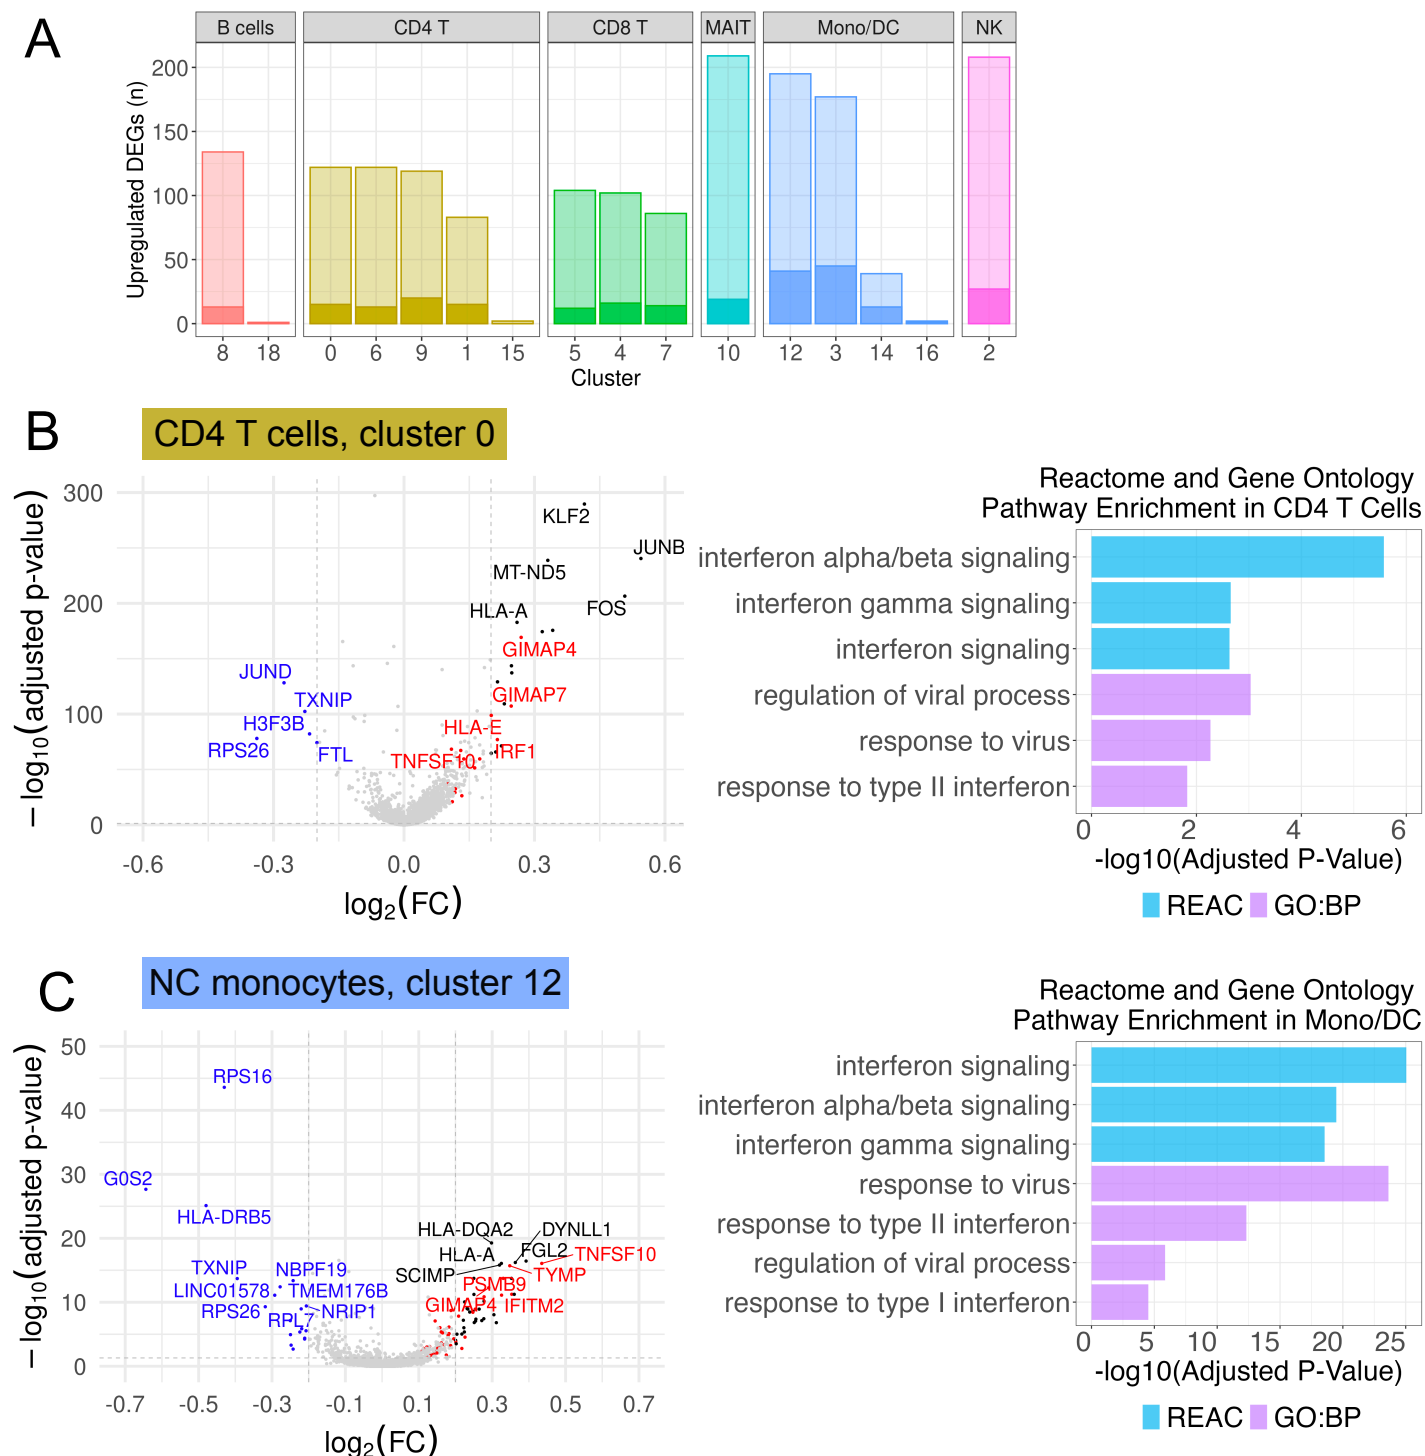 A
B cells
CD4 T
CD8 T
MAIT
Mono/DC
NK
Upregulated DEGs (n)
200
150
100
50
0
8
18
0
6
9
1
15
5
4
7
10
12
3
14
16
2
Cluster
B
CD4 T cells, cluster 0
− log10(adjusted p-value)
300
200
100
0
KLF2
JUNB
MT-ND5
FOS
HLA-A
GIMAP4
JUND
TXNIP
GIMAP7
H3F3B
HLA-E
RPS26
FTL
TNFSF10
IRF1
-0.6
-0.3
0.0
0.3
0.6
log2(FC)
Reactome and Gene Ontology
Pathway Enrichment in CD4 T Cells
interferon alpha/beta signaling
interferon gamma signaling
interferon signaling
regulation of viral process
response to virus
response to type II interferon
0
2
4
6
-log10(Adjusted P-Value)
REAC
GO:BP
C
NC monocytes, cluster 12
− log10(adjusted p-value)
50
40
30
20
10
0
RPS16
G0S2
HLA-DRB5
HLA-DQA2
DYNLL1
HLA-A
FGL2
TNFSF10
SCIMP
TYMP
TXNIP
NBPF19
PSMB9
LINC01578
TMEM176B
GIMAP4
IFITM2
RPS26
NRIP1
RPL7
-0.7
-0.5
-0.3
-0.1
0.1
0.3
0.5
0.7
log2(FC)
Reactome and Gene Ontology
Pathway Enrichment in Mono/DC
interferon signaling
interferon alpha/beta signaling
interferon gamma signaling
response to virus
response to type II interferon
regulation of viral process
response to type I interferon
0
5
10
15
20
25
-log10(Adjusted P-Value)
REAC
GO:BP